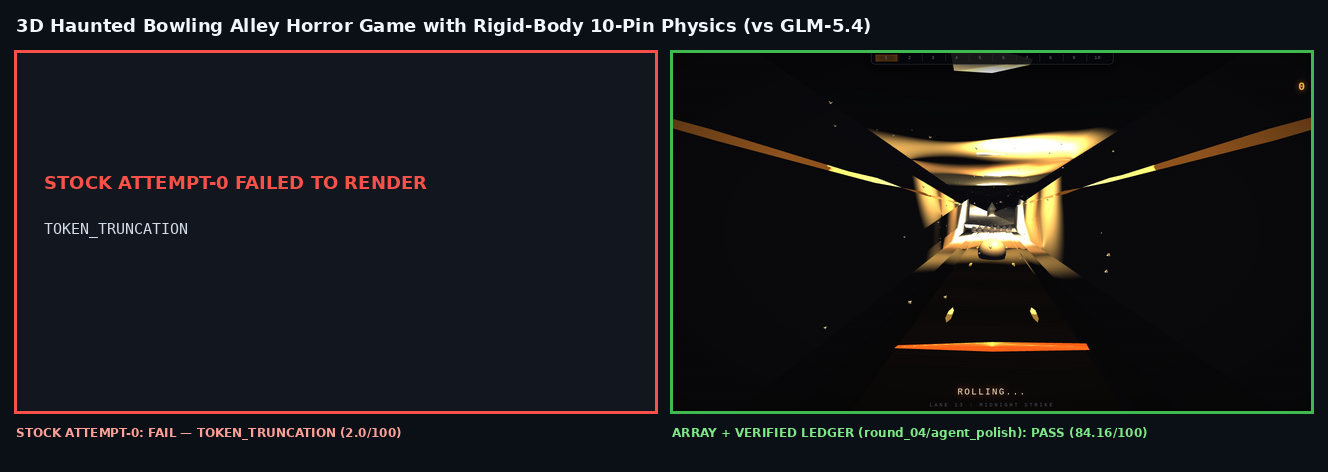 3D Haunted Bowling Alley Horror Game with Rigid-Body 10-Pin Physics (vs GLM-5.4)
STOCK ATTEMPT-0 FAILED TO RENDER
TOKEN_TRUNCATION
0
ROLLING...
STOCK ATTEMPT-0: FAIL — TOKEN_TRUNCATION (2.0/100)
ARRAY + VERIFIED LEDGER (round_04/agent_polish): PASS (84.16/100)